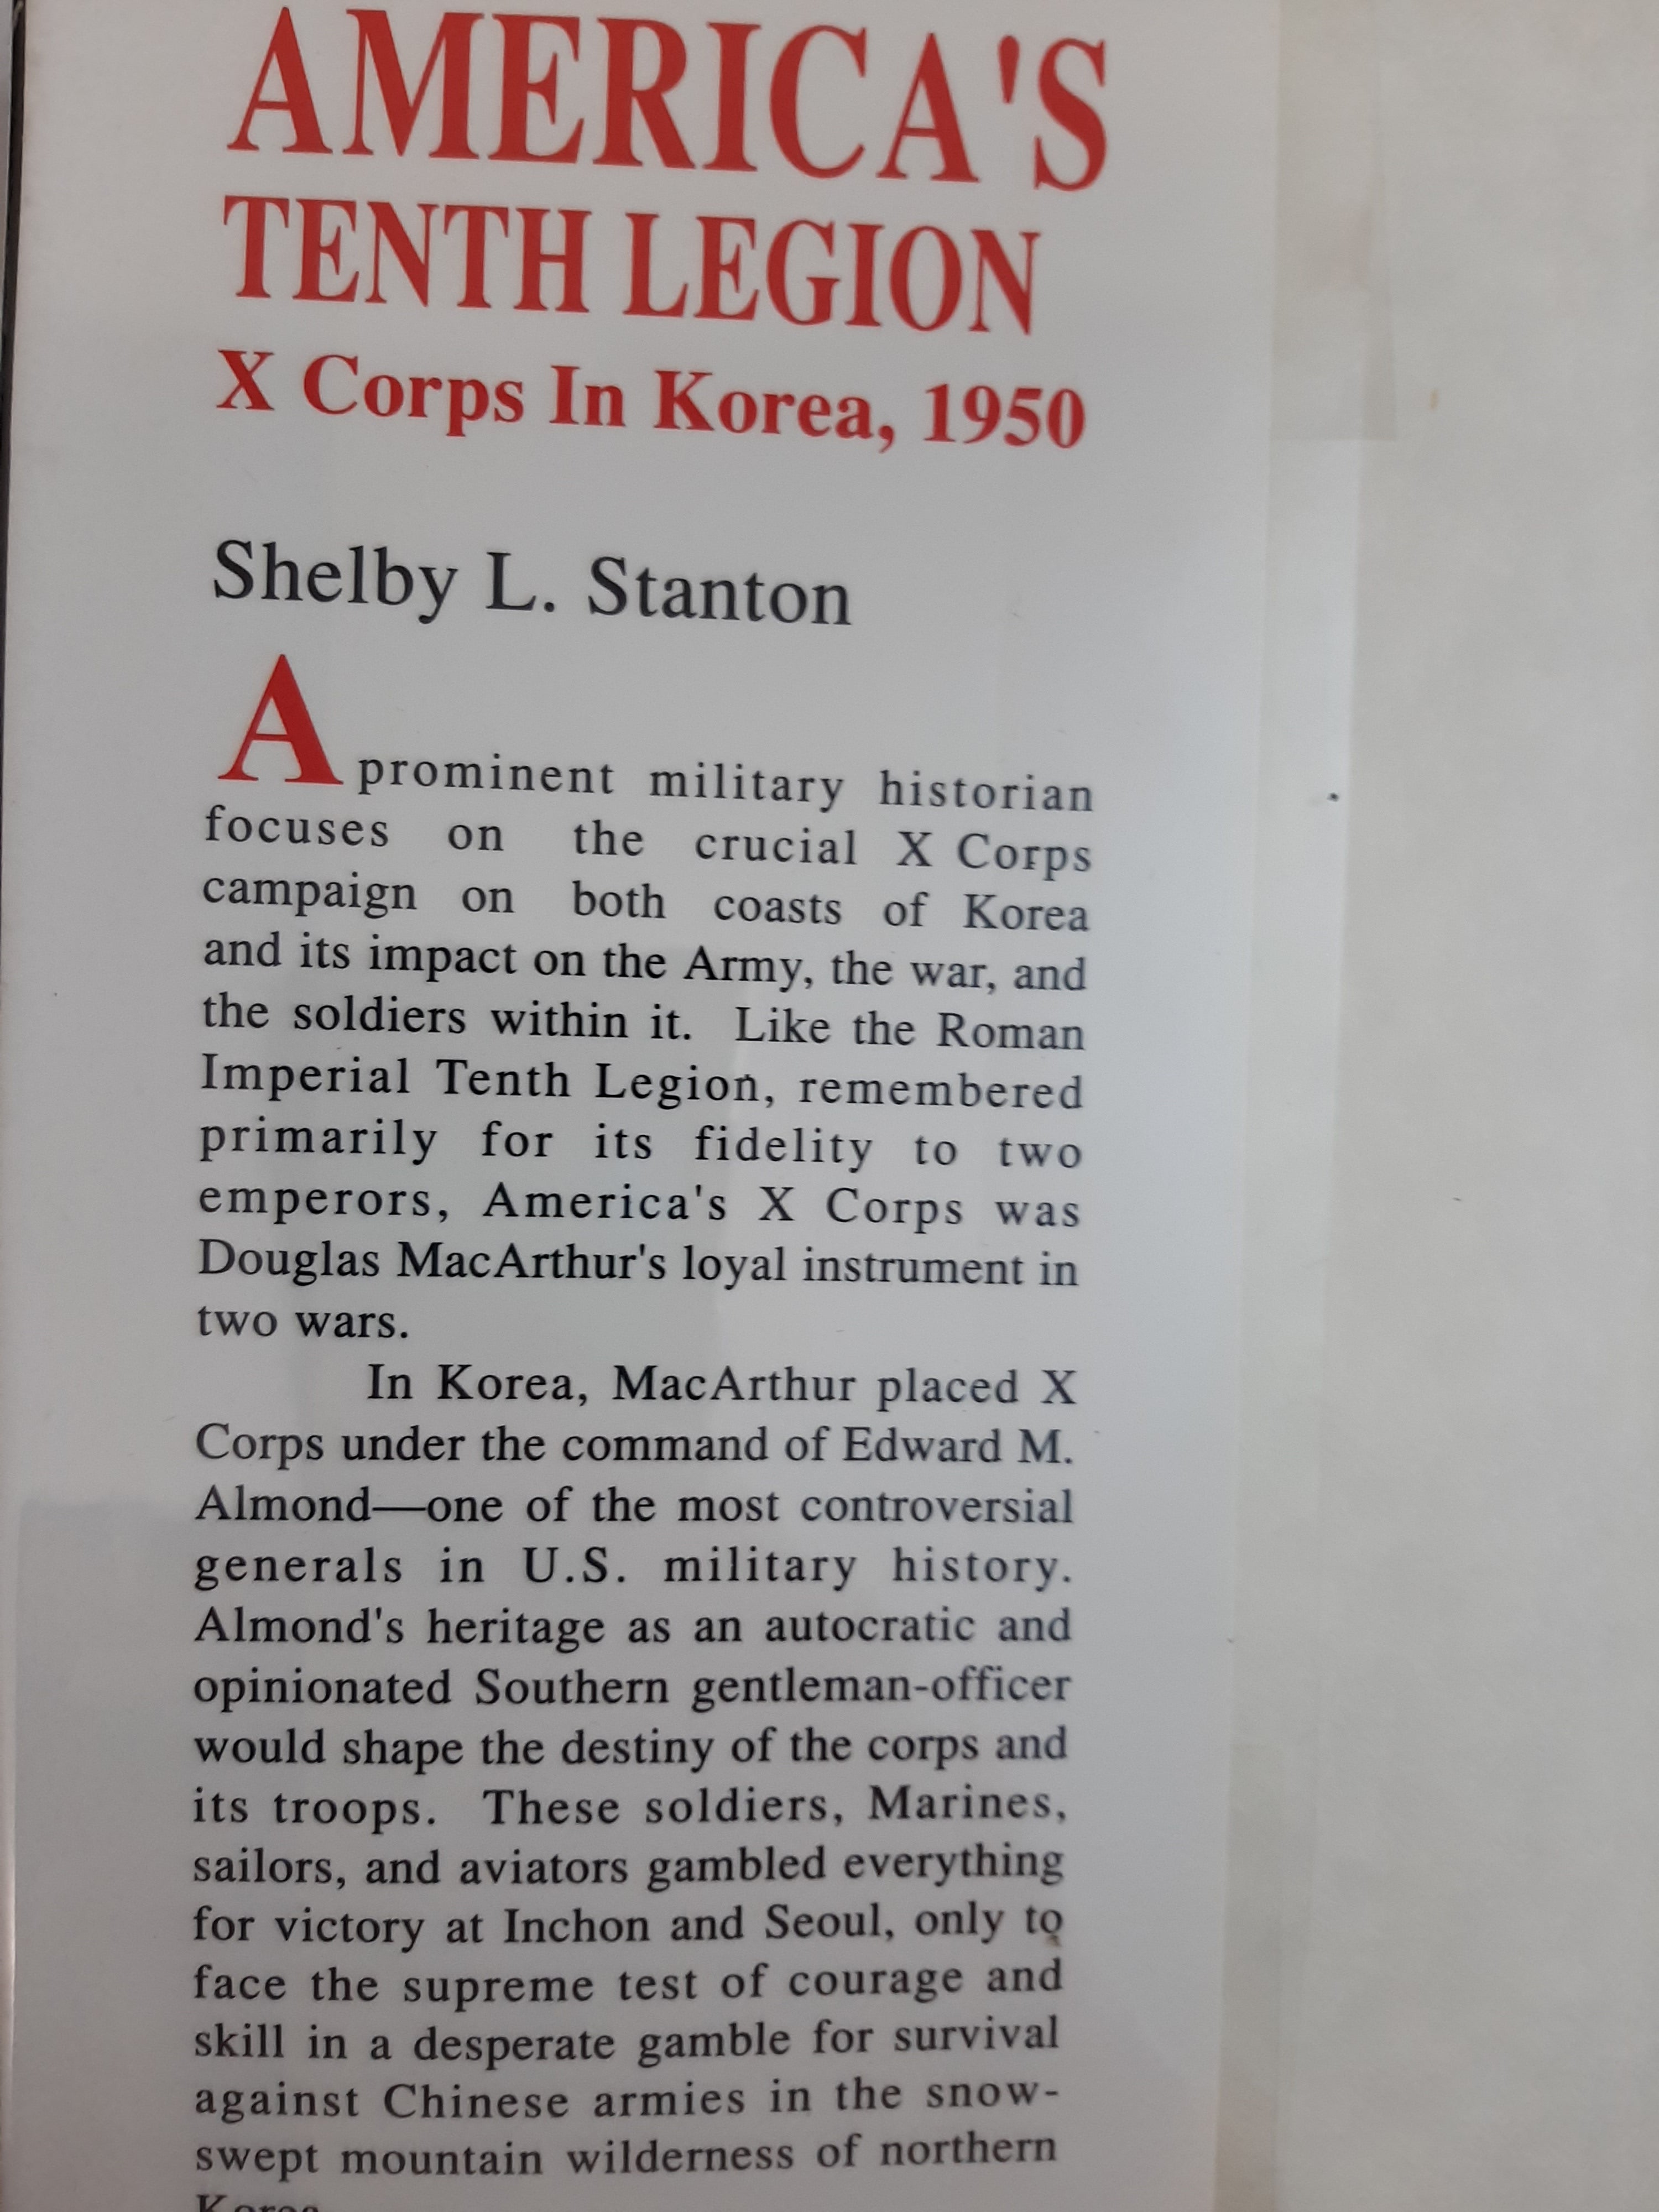 AMERICA'S
TENTH LEGION
X Corps In Korea, 1950
Shelby L. Stanton
A prominent military historian
focuses on the crucial X Corps
campaign on both coasts of Korea
and its impact on the Army, the war, and
the soldiers within it. Like the Roman
Imperial Tenth Legion, remembered
primarily for its fidelity to two
emperors, America's X Corps was
Douglas MacArthur's loyal instrument in
two wars.
In Korea, MacArthur placed X
Corps under the command of Edward M.
Almond—one of the most controversial
generals in U.S. military history.
Almond's heritage as an autocratic and
opinionated Southern gentleman-officer
would shape the destiny of the corps and
its troops. These soldiers, Marines,
sailors, and aviators gambled everything
for victory at Inchon and Seoul, only to
face the supreme test of courage and
skill in a desperate gamble for survival
against Chinese armies in the snow-
swept mountain wilderness of northern
Korea.